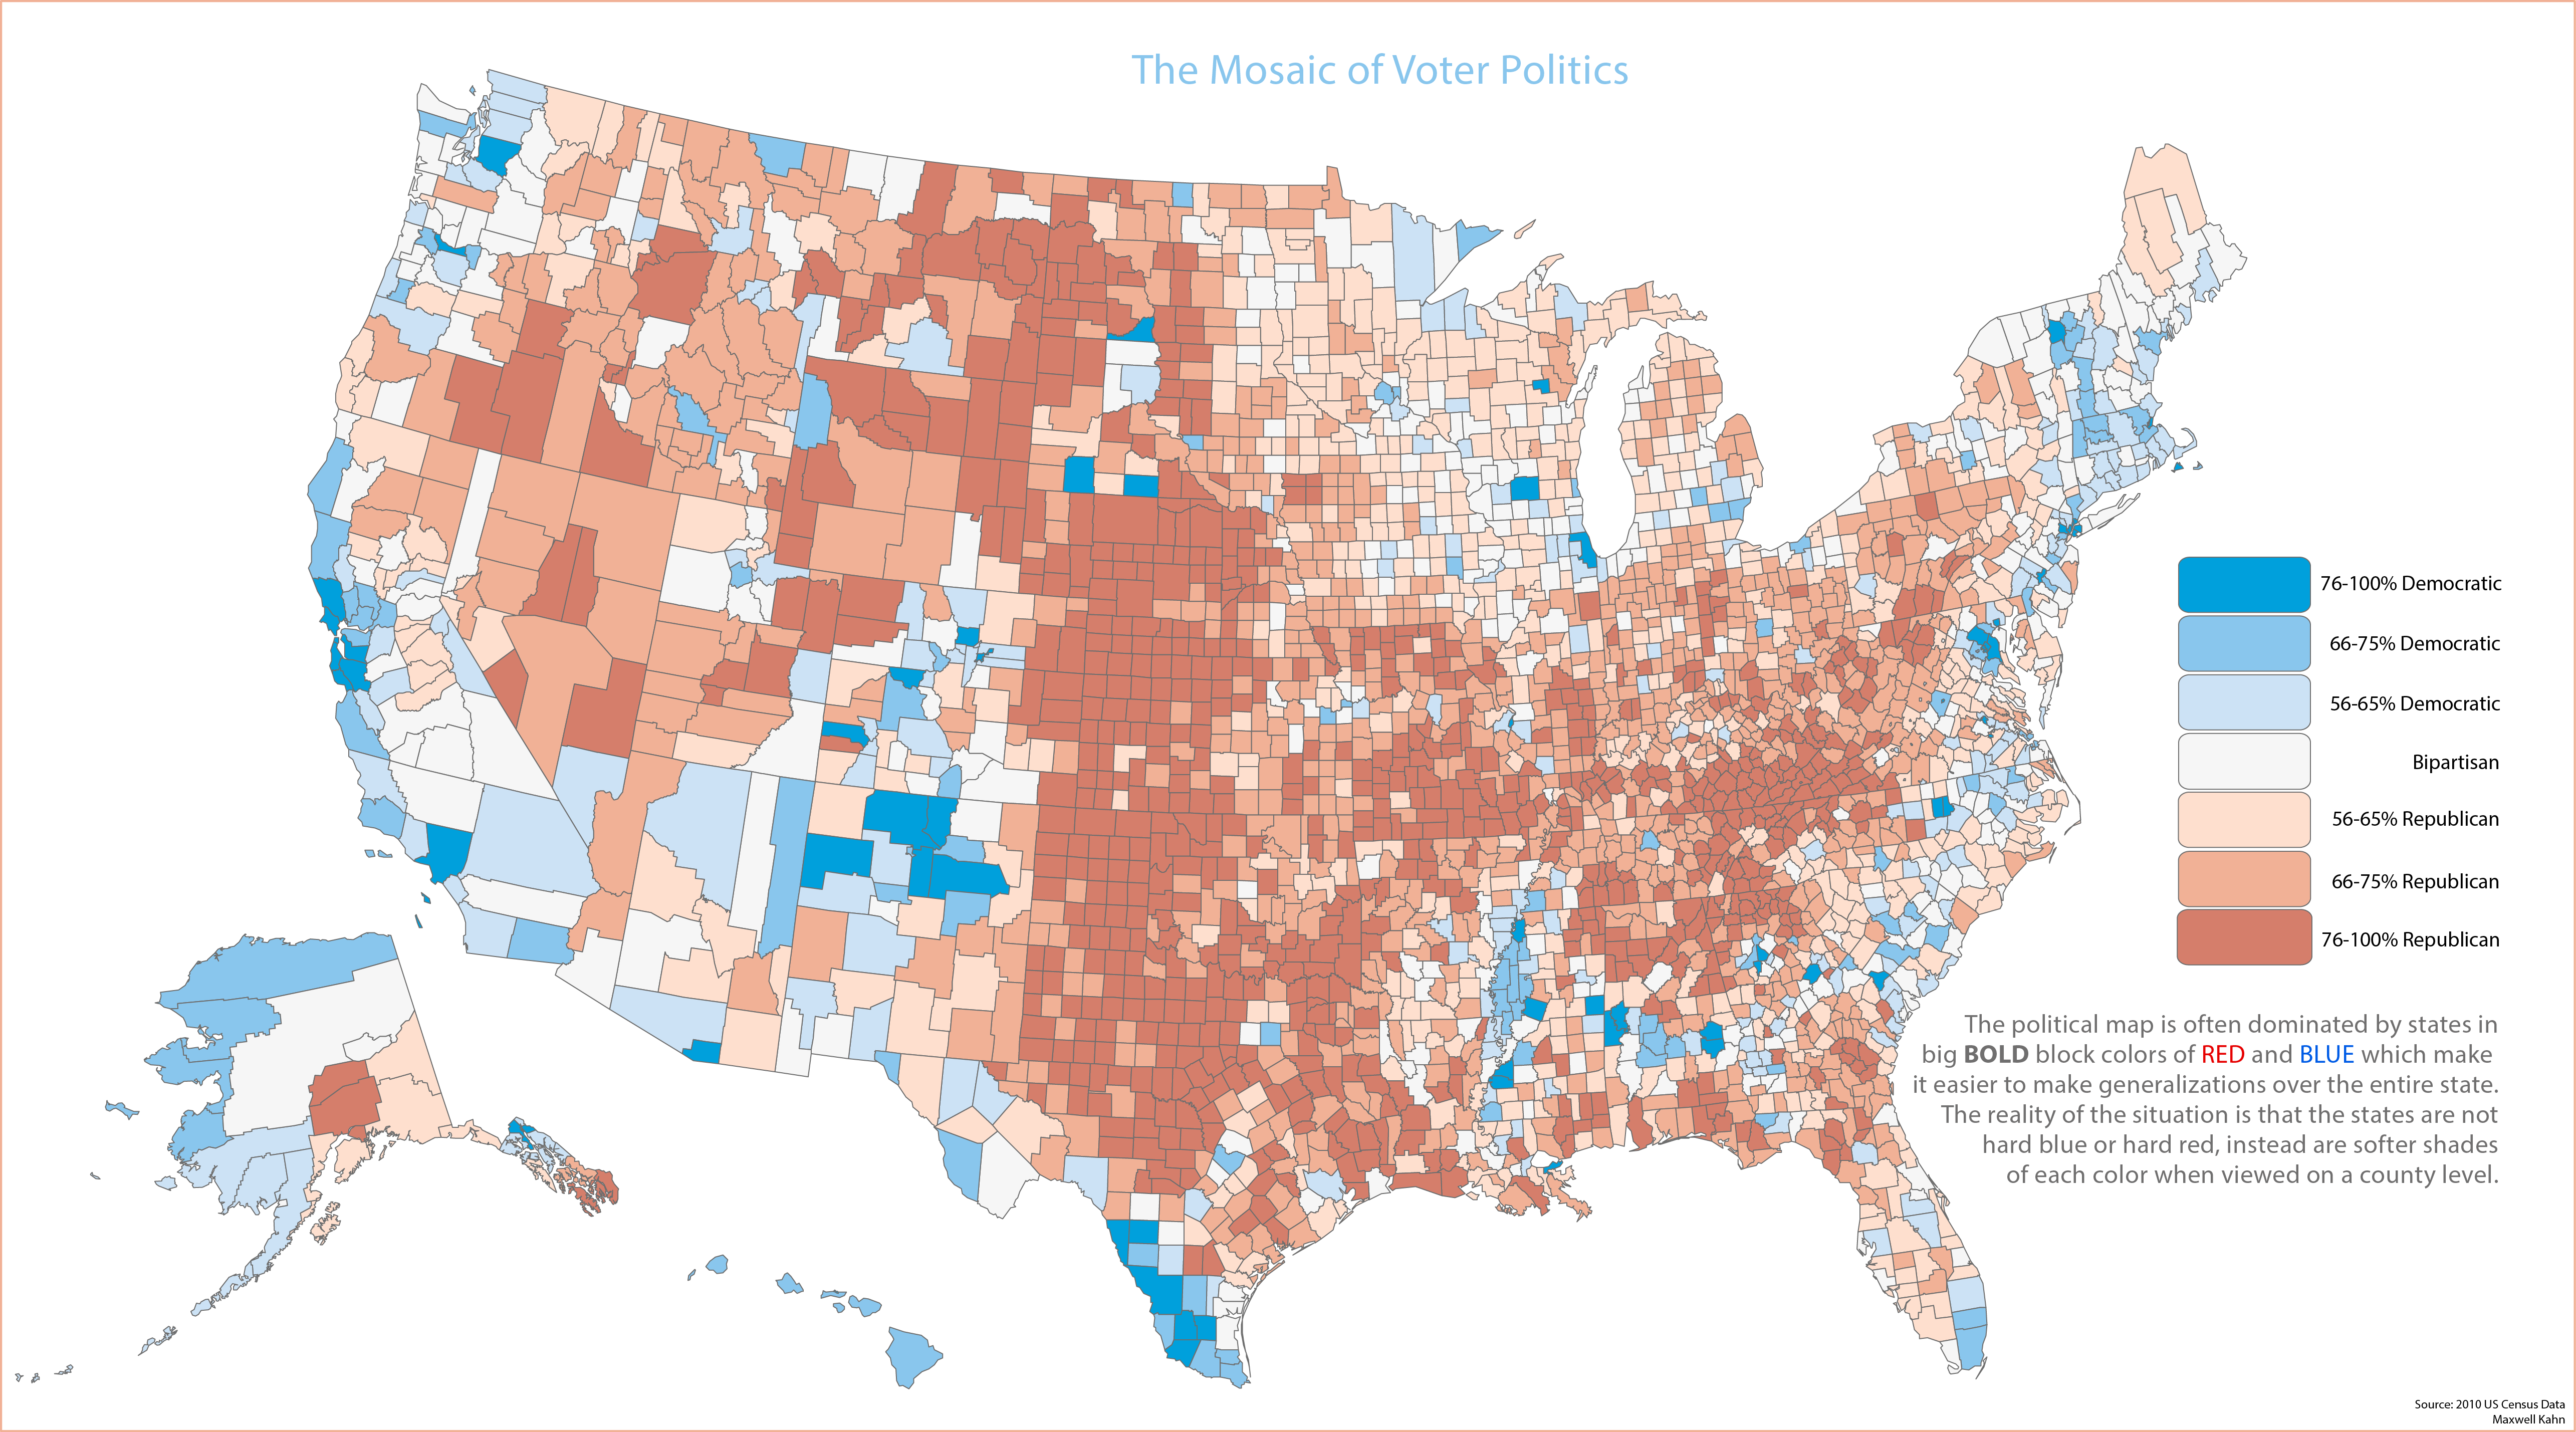 The Mosaic of Voter Politics
76-100% Democratic
66-75% Democratic
56-65% Democratic
Bipartisan
56-65% Republican
66-75% Republican
76-100% Republican
The political map is often dominated by states in
big BOLD block colors of RED and BLUE which make
it easier to make generalizations over the entire state.
The reality of the situation is that the states are not
hard blue or hard red, instead are softer shades
of each color when viewed on a county level.
Source: 2010 US Census Data
Maxwell Kahn